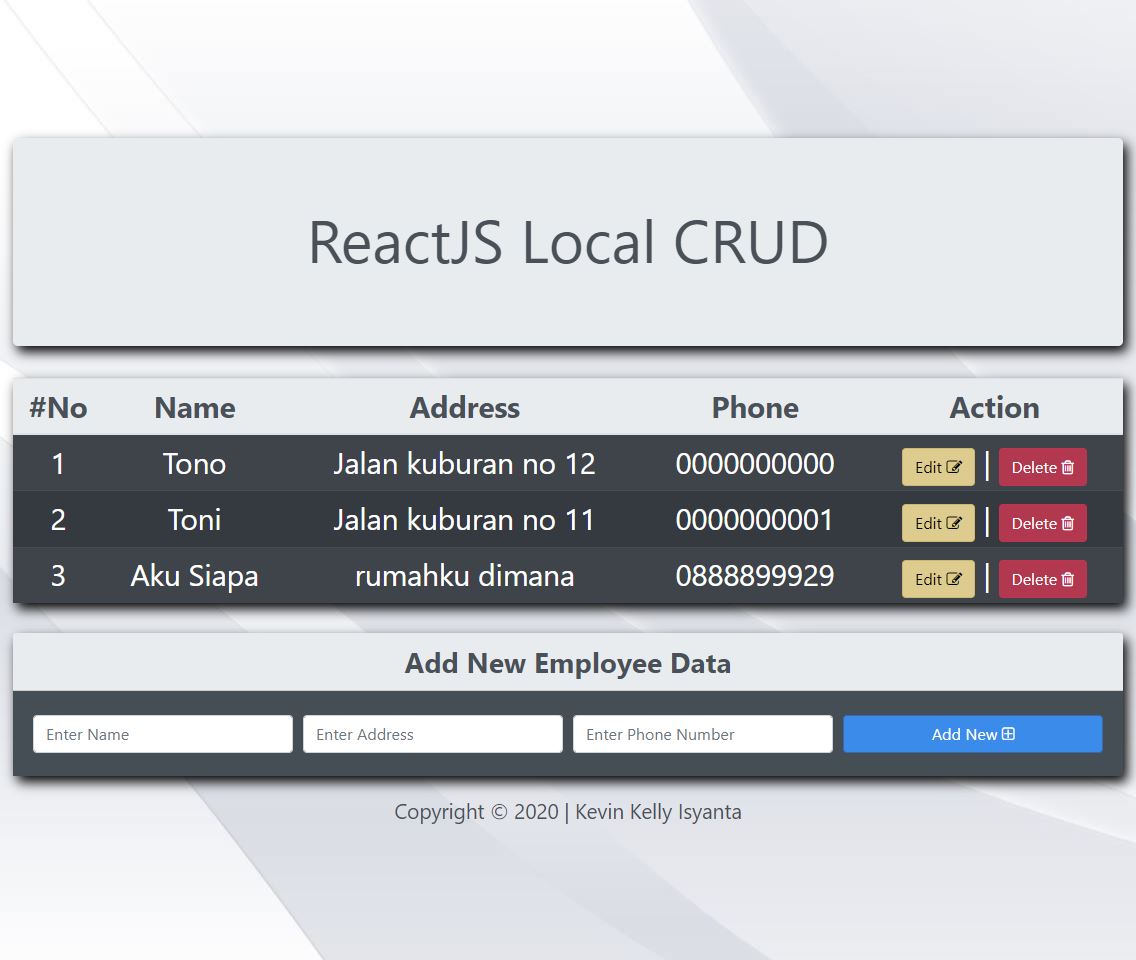 ReactJS Local CRUD
#No Name Address Phone Action
1 Tono Jalan kuburan no 12 0000000000 Edit | Delete
2 Toni Jalan kuburan no 11 0000000001 Edit | Delete
3 Aku Siapa rumahku dimana 0888899929 Edit | Delete
Add New Employee Data
Enter Name Enter Address Enter Phone Number Add New
Copyright © 2020 | Kevin Kelly Isyanta